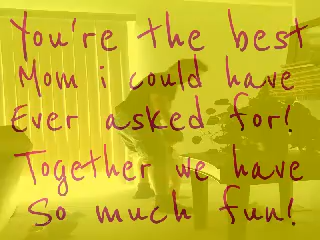 You're the best
Mom i could have
Ever asked for!
Together we have
So much fun!